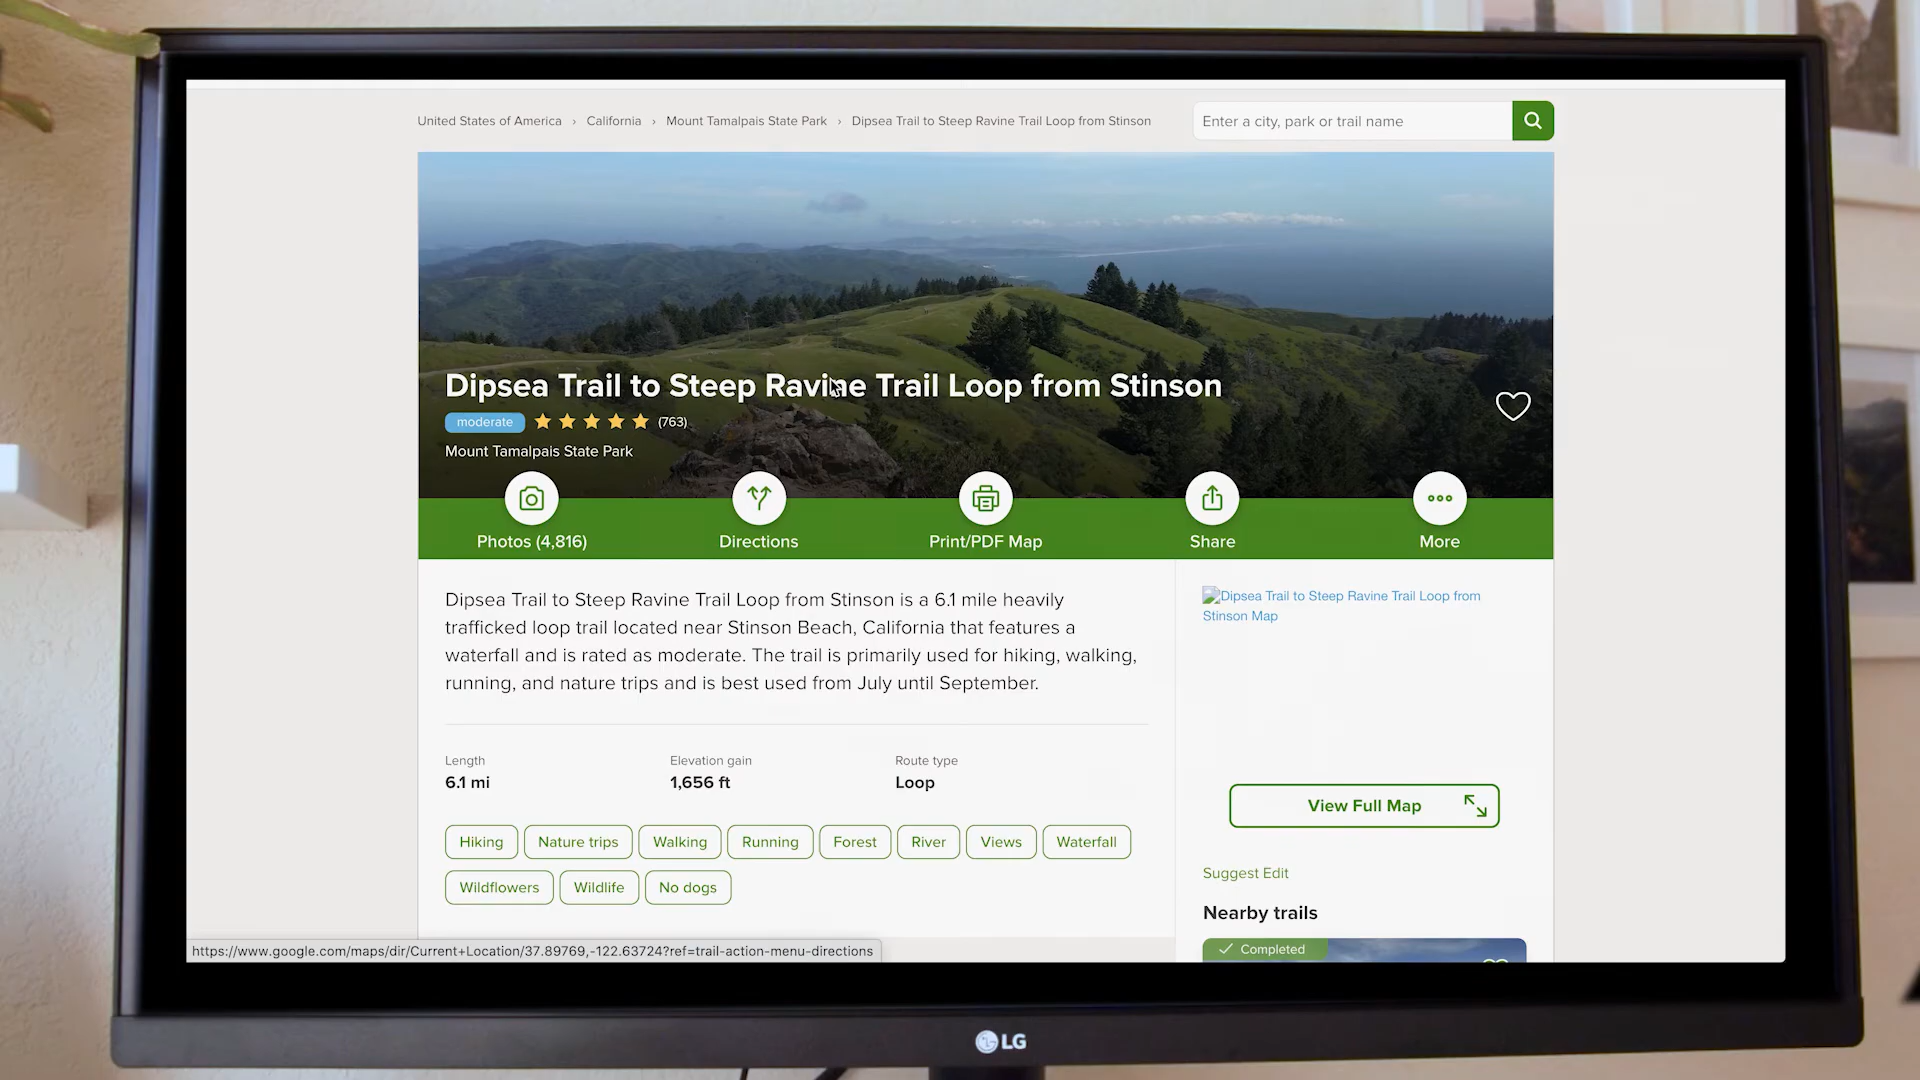 United States of America › California › Mount Tamalpais State Park › Dipsea Trail to Steep Ravine Trail Loop from Stinson
Enter a city, park or trail name
Dipsea Trail to Steep Ravine Trail Loop from Stinson
moderate (763)
Mount Tamalpais State Park
Photos (4,816) Directions Print/PDF Map Share More
Dipsea Trail to Steep Ravine Trail Loop from Stinson is a 6.1 mile heavily
trafficked loop trail located near Stinson Beach, California that features a
waterfall and is rated as moderate. The trail is primarily used for hiking, walking,
running, and nature trips and is best used from July until September.
Dipsea Trail to Steep Ravine Trail Loop from
Stinson Map
Length Elevation gain Route type
6.1 mi 1,656 ft Loop
View Full Map
Hiking Nature trips Walking Running Forest River Views Waterfall
Wildflowers Wildlife No dogs
Suggest Edit
Nearby trails
Completed
https://www.google.com/maps/dir/Current+Location/37.89769,-122.63724?ref=trail-action-menu-directions
LG